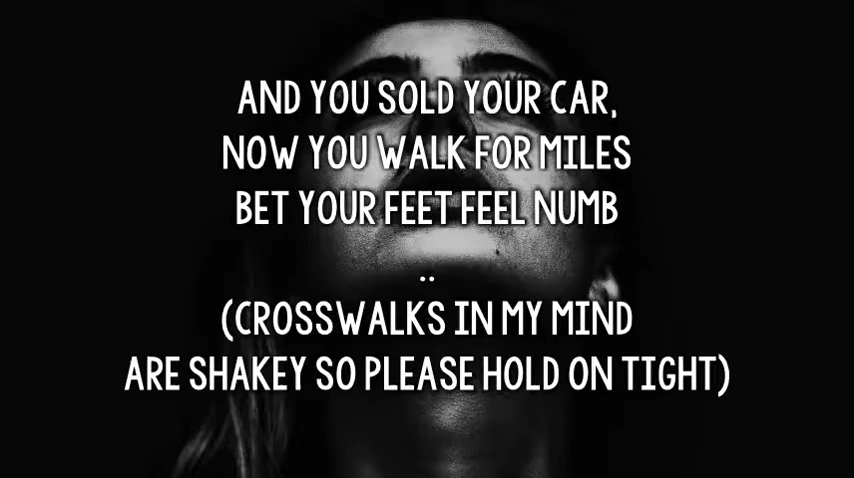 AND YOU SOLD YOUR CAR,
NOW YOU WALK FOR MILES
BET YOUR FEET FEEL NUMB
..
(CROSSWALKS IN MY MIND
ARE SHAKEY SO PLEASE HOLD ON TIGHT)